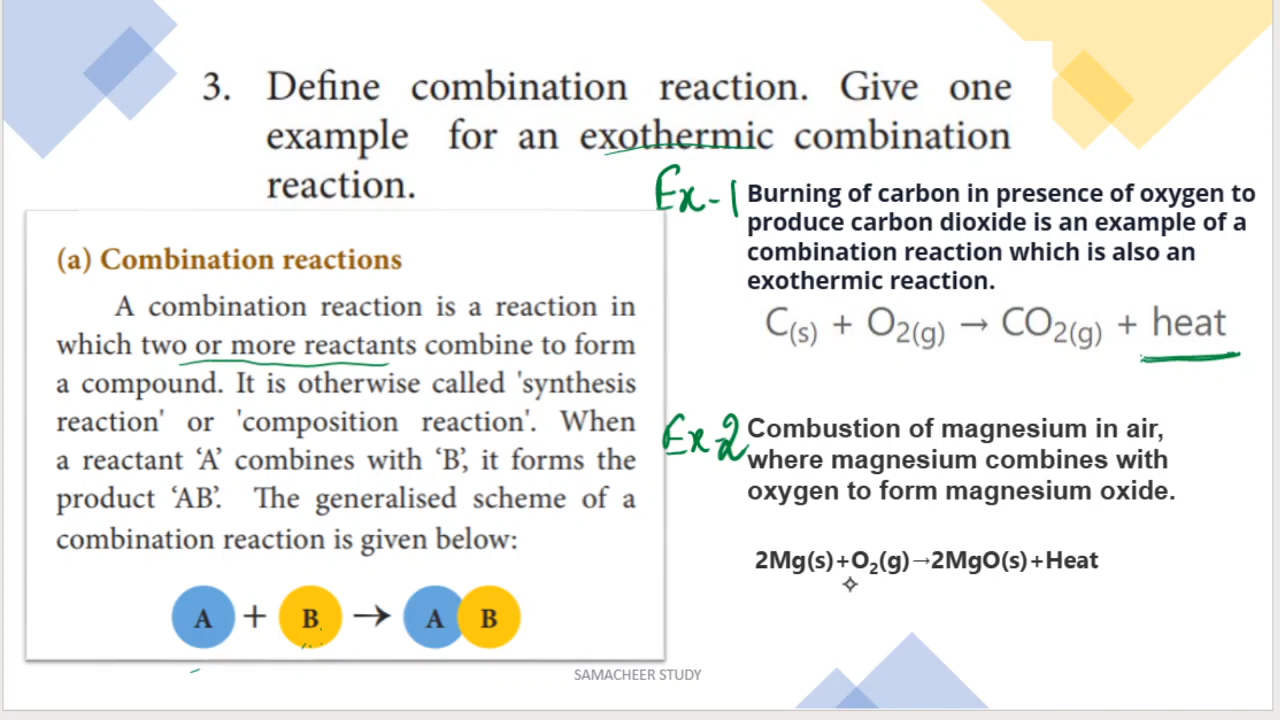 3. Define combination reaction. Give one
example for an exothermic combination
reaction.
(a) Combination reactions
A combination reaction is a reaction in
which two or more reactants combine to form
a compound. It is otherwise called 'synthesis
reaction' or 'composition reaction'. When
a reactant ‘A’ combines with ‘B’, it forms the
product ‘AB’. The generalised scheme of a
combination reaction is given below:
A + B → A B
Ex-1
Burning of carbon in presence of oxygen to
produce carbon dioxide is an example of a
combination reaction which is also an
exothermic reaction.
C(s) + O2(g) → CO2(g) + heat
Ex-2
Combustion of magnesium in air,
where magnesium combines with
oxygen to form magnesium oxide.
2Mg(s)+O₂(g)→2MgO(s)+Heat
SAMACHEER STUDY